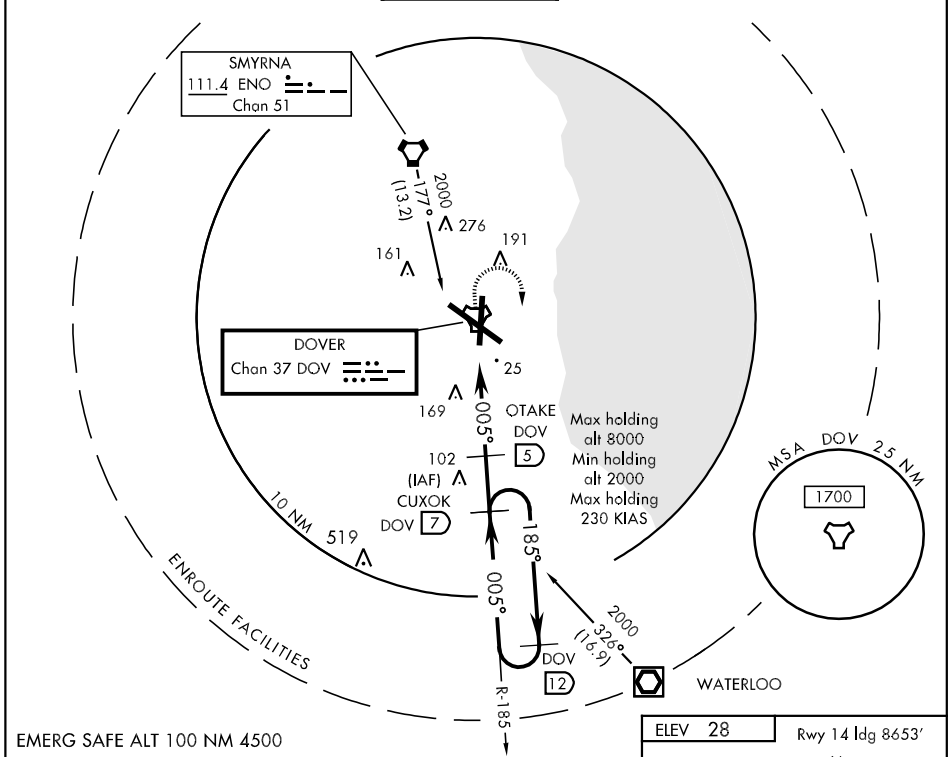 SMYRNA
111.4 ENO
Chan 51
2000
177°
(13.2)
276
161
191
DOVER
Chan 37 DOV
25
169
005°
OTAKE
DOV
5
Max holding
alt 8000
Min holding
alt 2000
Max holding
230 KIAS
102
(IAF)
CUXOK
DOV 7
MSA DOV 25 NM
1700
10 NM
519
185°
005°
ENROUTE FACILITIES
2000
326°
(16.9)
DOV
12
WATERLOO
R-185
EMERG SAFE ALT 100 NM 4500
ELEV 28
Rwy 14 ldg 8653'